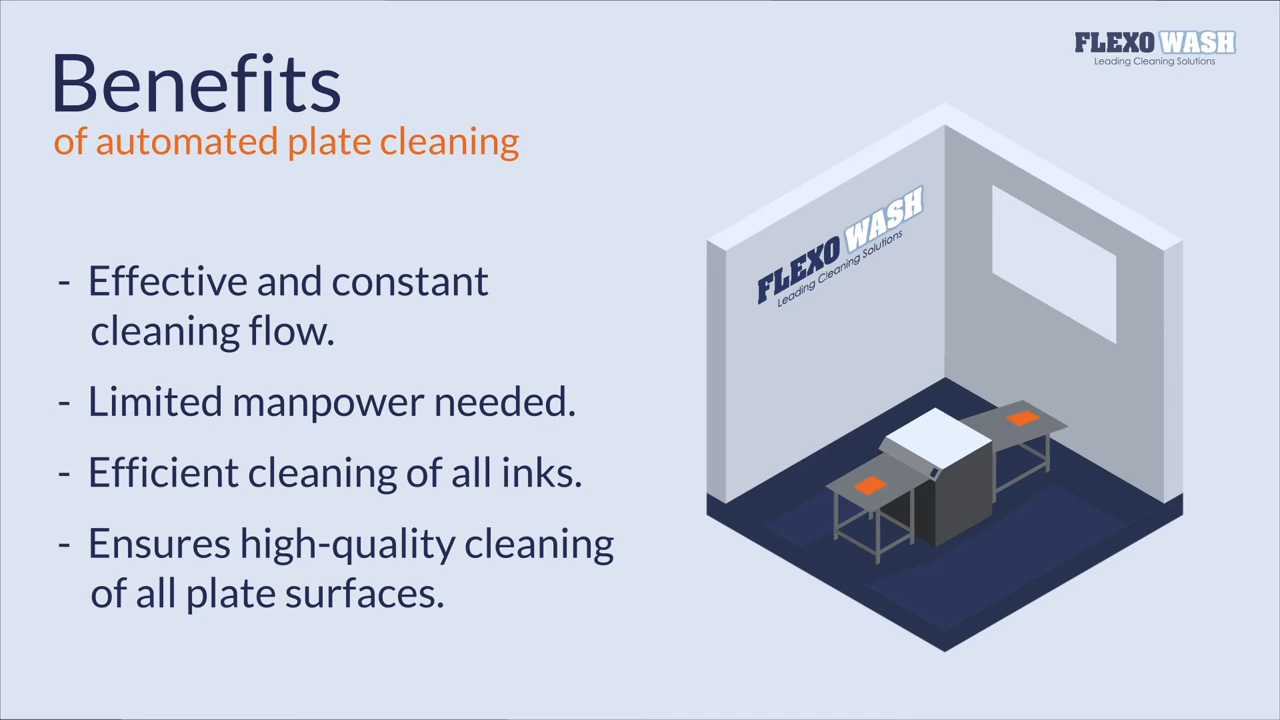 Benefits
of automated plate cleaning
FLEXO WASH
Leading Cleaning Solutions
- Effective and constant
cleaning flow.
- Limited manpower needed.
- Efficient cleaning of all inks.
- Ensures high-quality cleaning
of all plate surfaces.
FLEXO WASH
Leading Cleaning Solutions